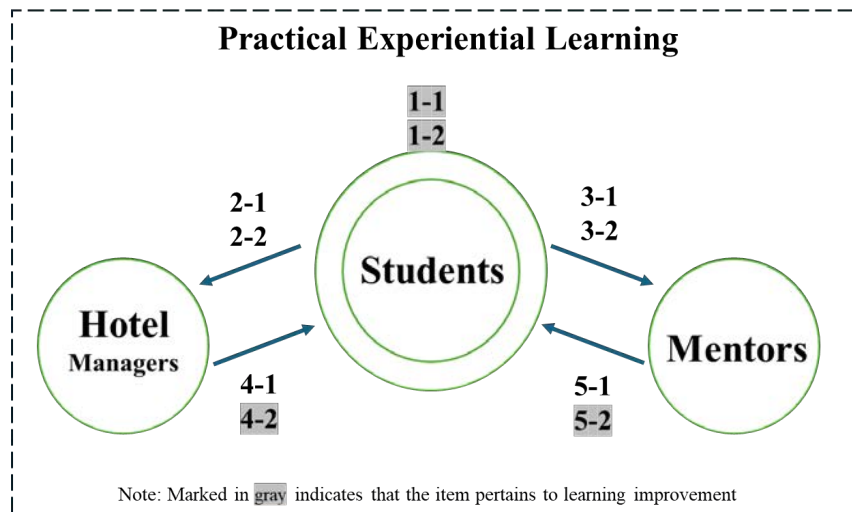 Practical Experiential Learning
1-1
1-2
2-1
2-2
3-1
3-2
Students
Hotel
Managers
Mentors
4-1
4-2
5-1
5-2
Note: Marked in gray indicates that the item pertains to learning improvement